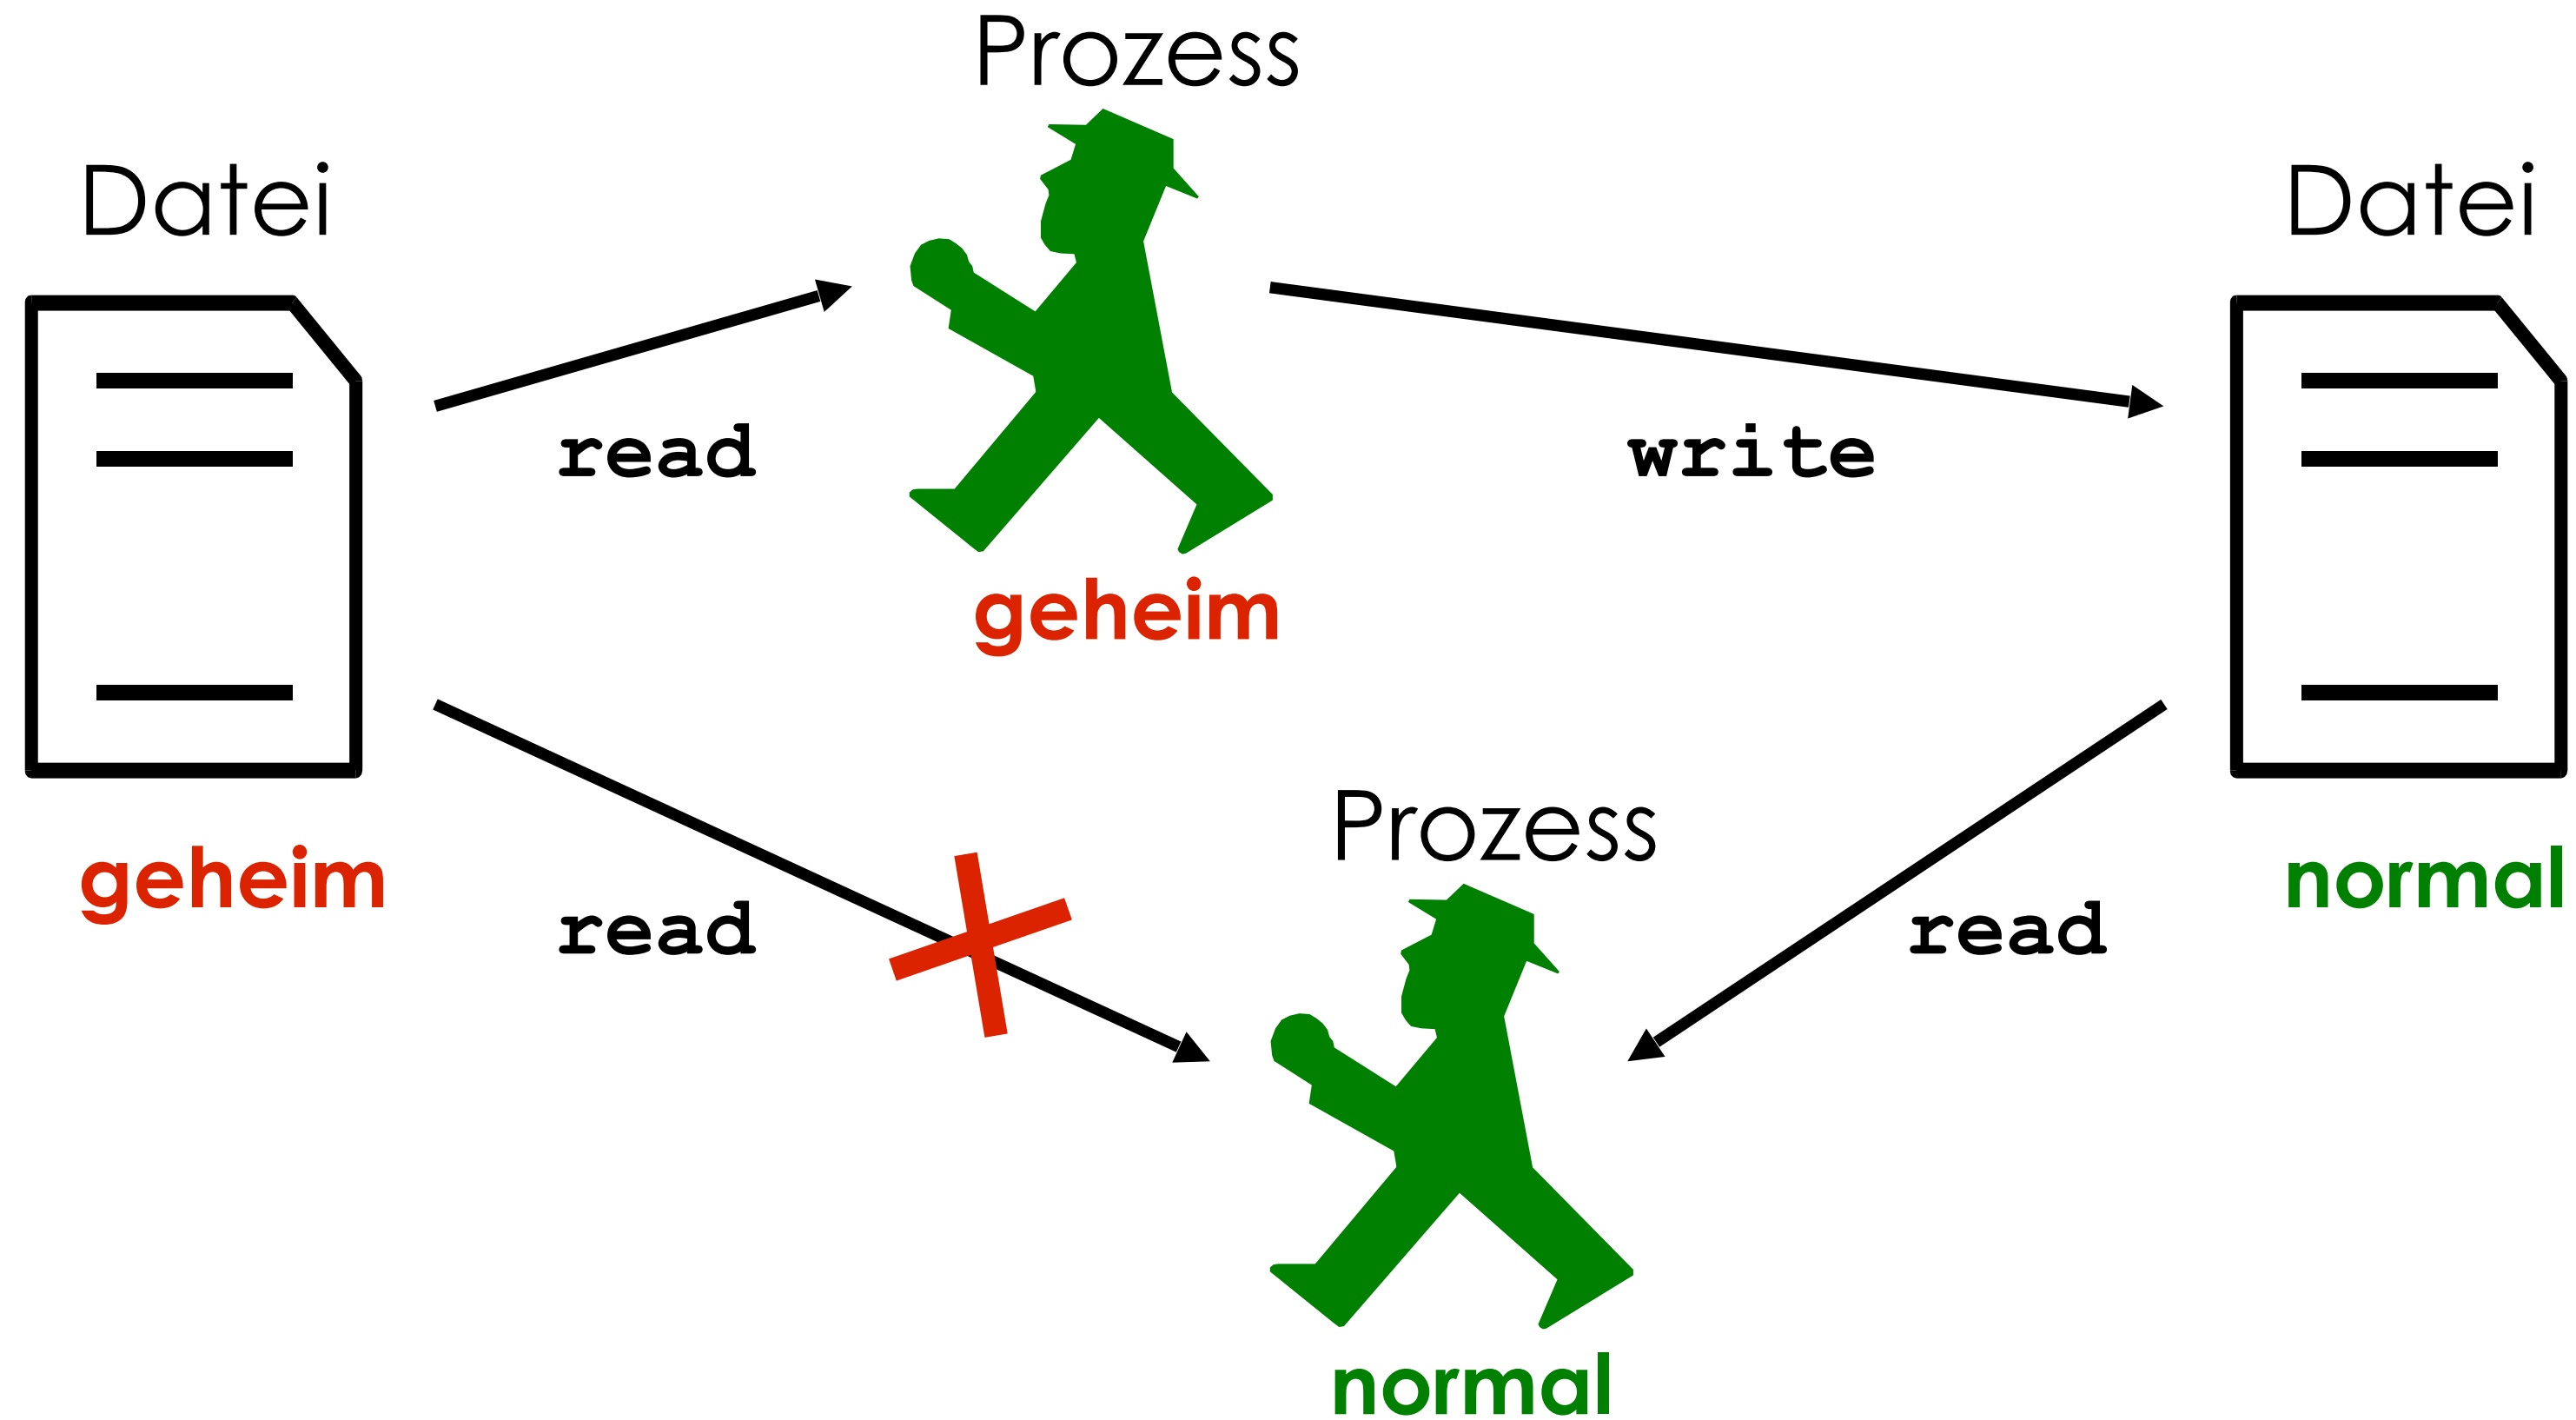 Prozess
Datei
Datei
read
write
geheim
Prozess
geheim
normal
read
read
normal